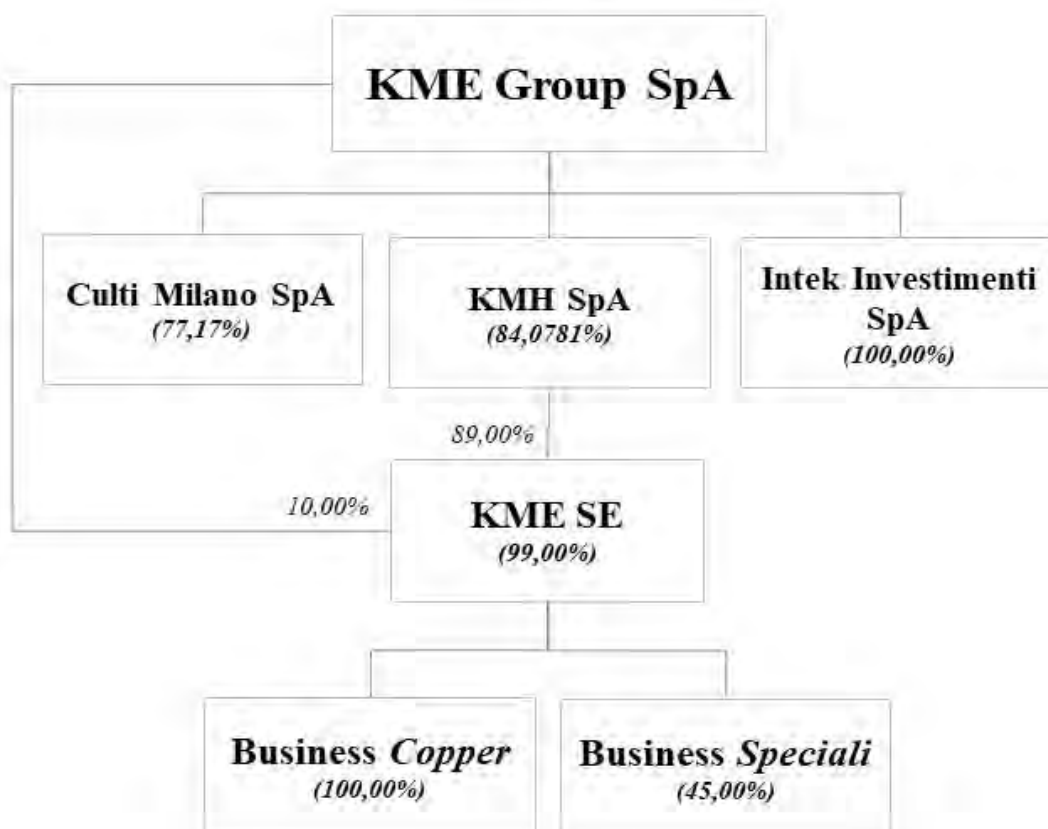 KME Group SpA
Culti Milano SpA
(77,17%)
KMH SpA
(84,0781%)
Intek Investimenti
SpA
(100,00%)
89,00%
10,00%
KME SE
(99,00%)
Business Copper
(100,00%)
Business Speciali
(45,00%)